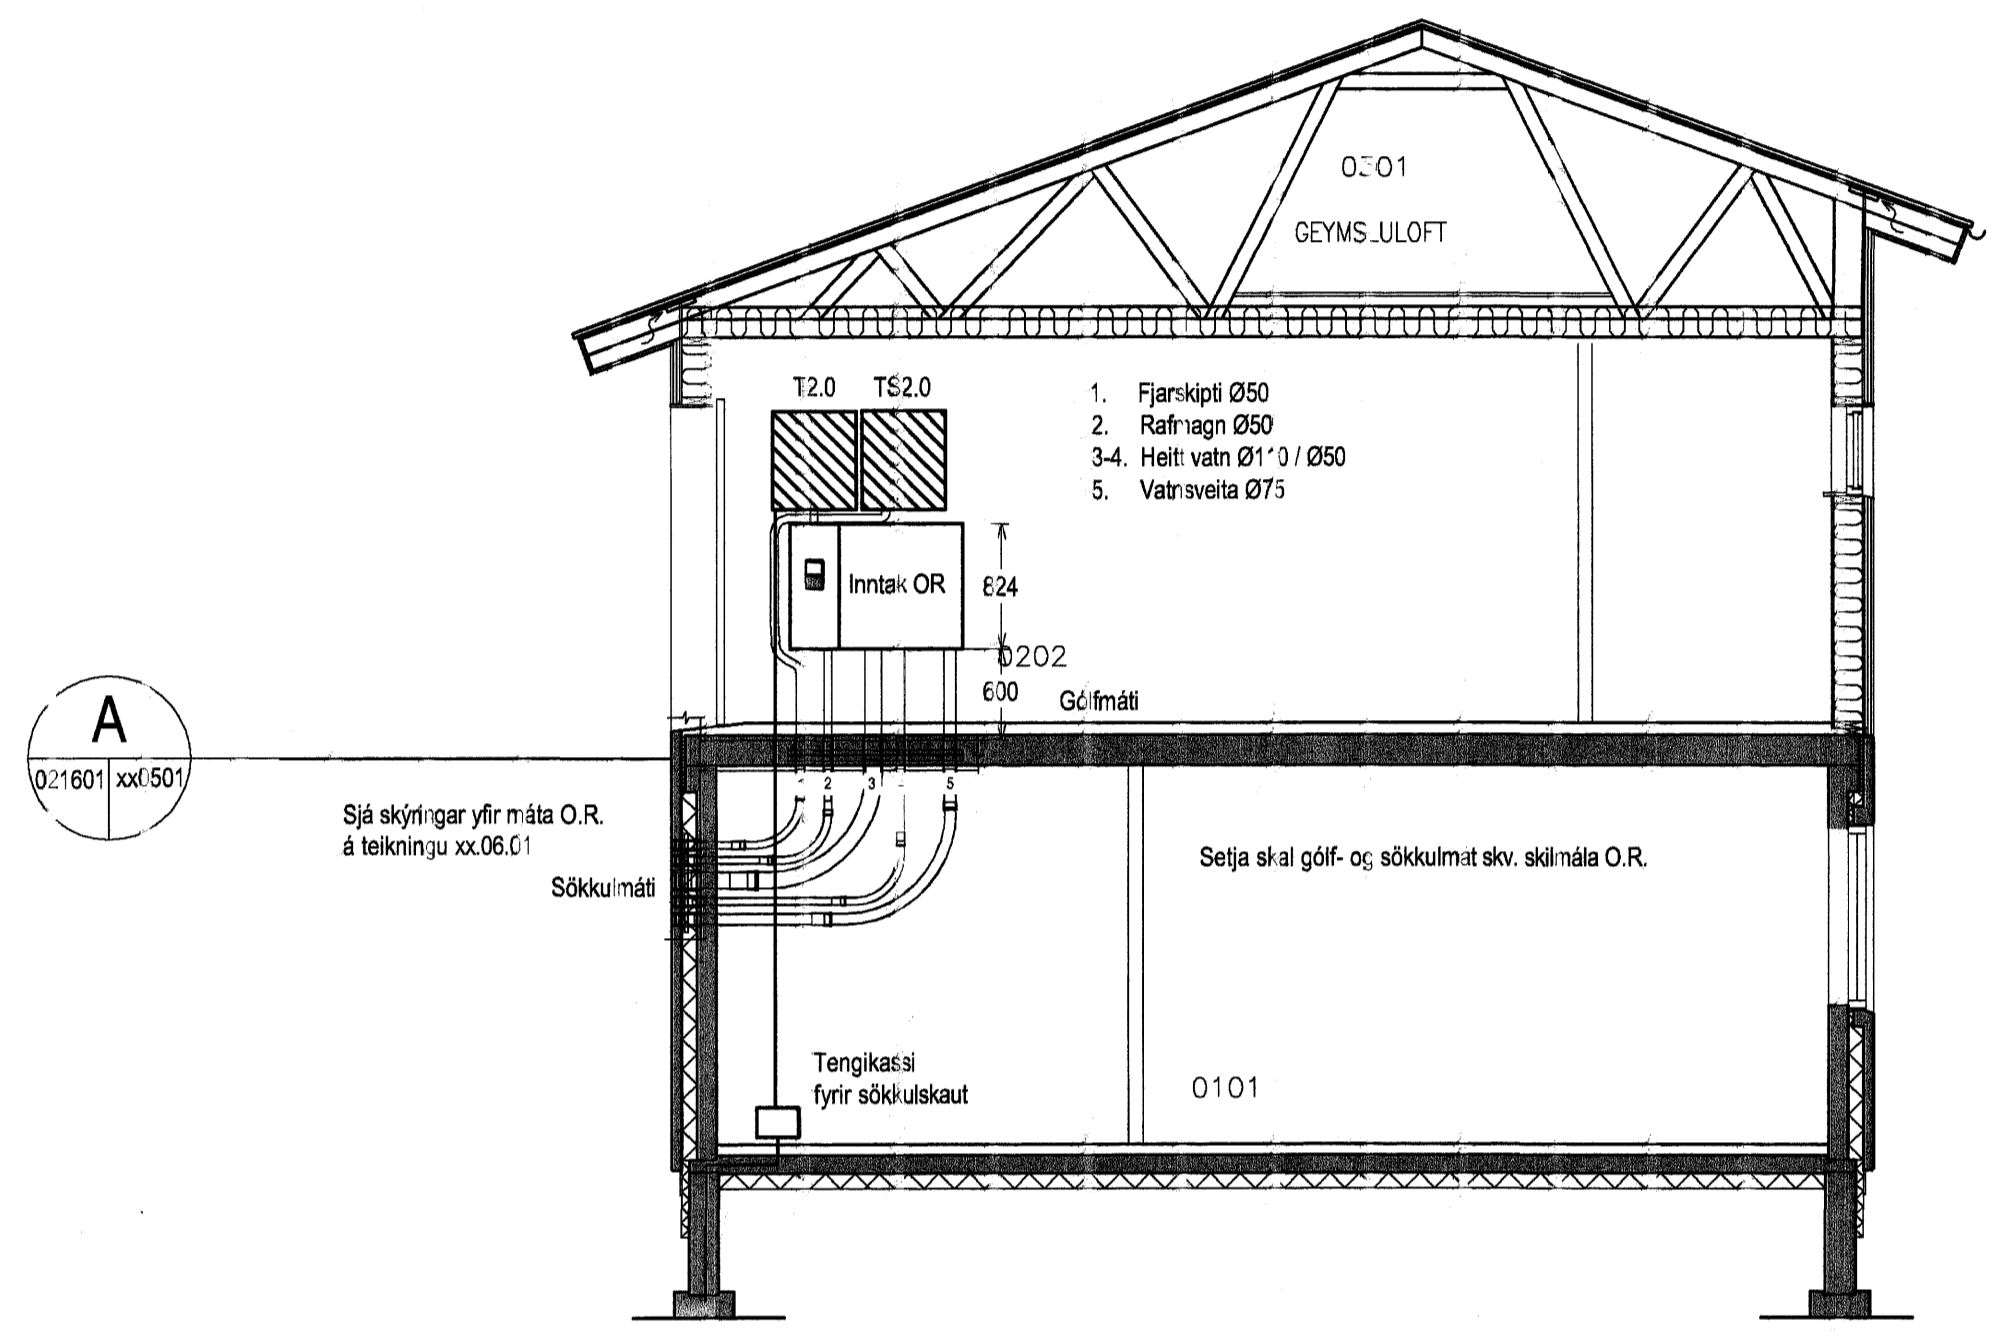 0301
GEYMSLULOFT
T2.0 TS2.0
1. Fjarskipti Ø50
2. Rafmagn Ø50
3-4. Heitt vatn Ø110 / Ø50
5. Vatnsveita Ø75
Inntak OR
824
0202
600
Gólfmáti
A
021601 xx0501
1 2 3 4 5
Sjá skýringar yfir máta O.R.
á teikningu xx.06.01
Sökkulmáti
Setja skal gólf- og sökkulmát skv. skilmála O.R.
Tengikassi
fyrir sökkulskaut
0101